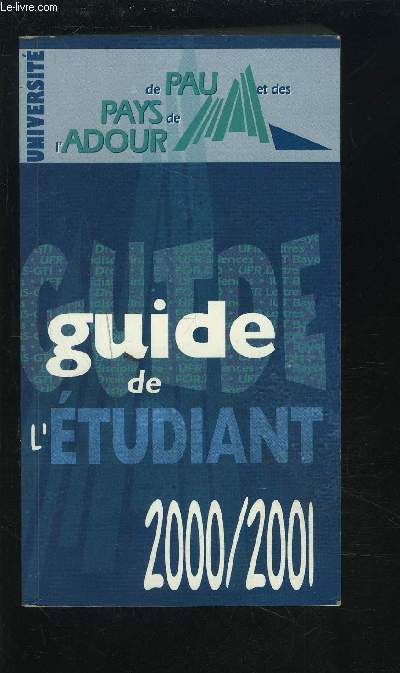 Le-livre.com
UNIVERSITÉ
de PAU et des
PAYS de
l'ADOUR
GUIDE
guide
de
L'ÉTUDIANT
2000/2001